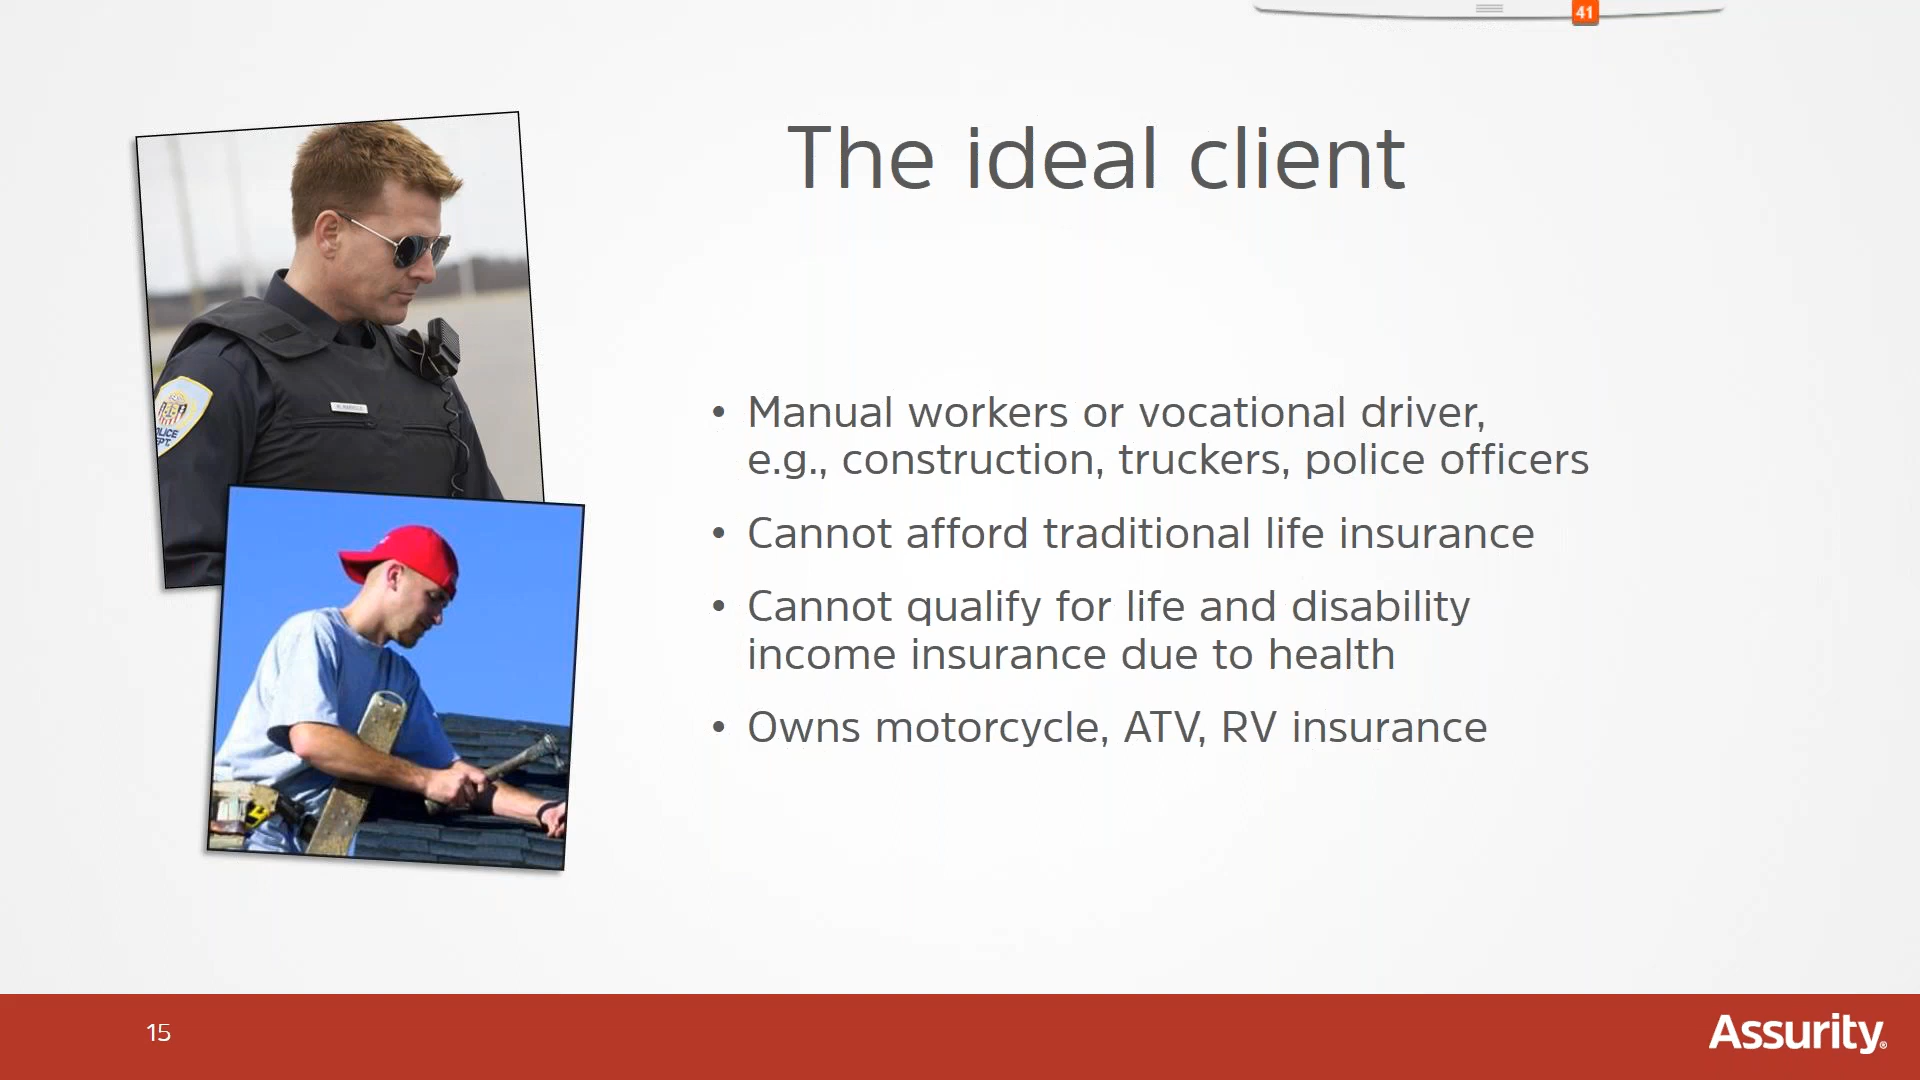 41
The ideal client
• Manual workers or vocational driver,
e.g., construction, truckers, police officers
• Cannot afford traditional life insurance
• Cannot qualify for life and disability
income insurance due to health
• Owns motorcycle, ATV, RV insurance
15
Assurity®